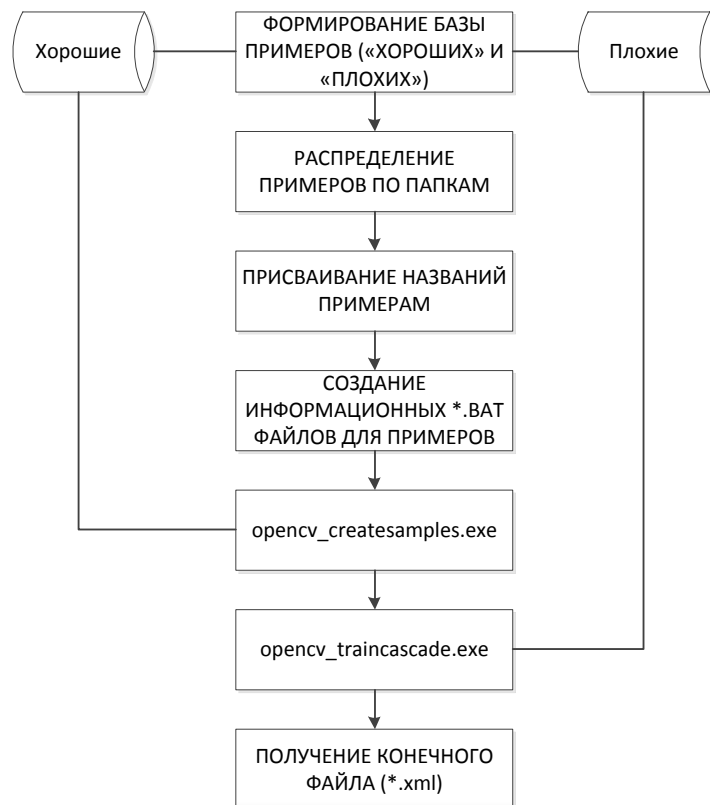 Хорошие
ФОРМИРОВАНИЕ БАЗЫ
ПРИМЕРОВ («ХОРОШИХ» И
«ПЛОХИХ»)
Плохие
РАСПРЕДЕЛЕНИЕ
ПРИМЕРОВ ПО ПАПКАМ
ПРИСВАИВАНИЕ НАЗВАНИЙ
ПРИМЕРАМ
СОЗДАНИЕ
ИНФОРМАЦИОННЫХ *.BAT
ФАЙЛОВ ДЛЯ ПРИМЕРОВ
opencv_createsamples.exe
opencv_traincascade.exe
ПОЛУЧЕНИЕ КОНЕЧНОГО
ФАЙЛА (*.xml)